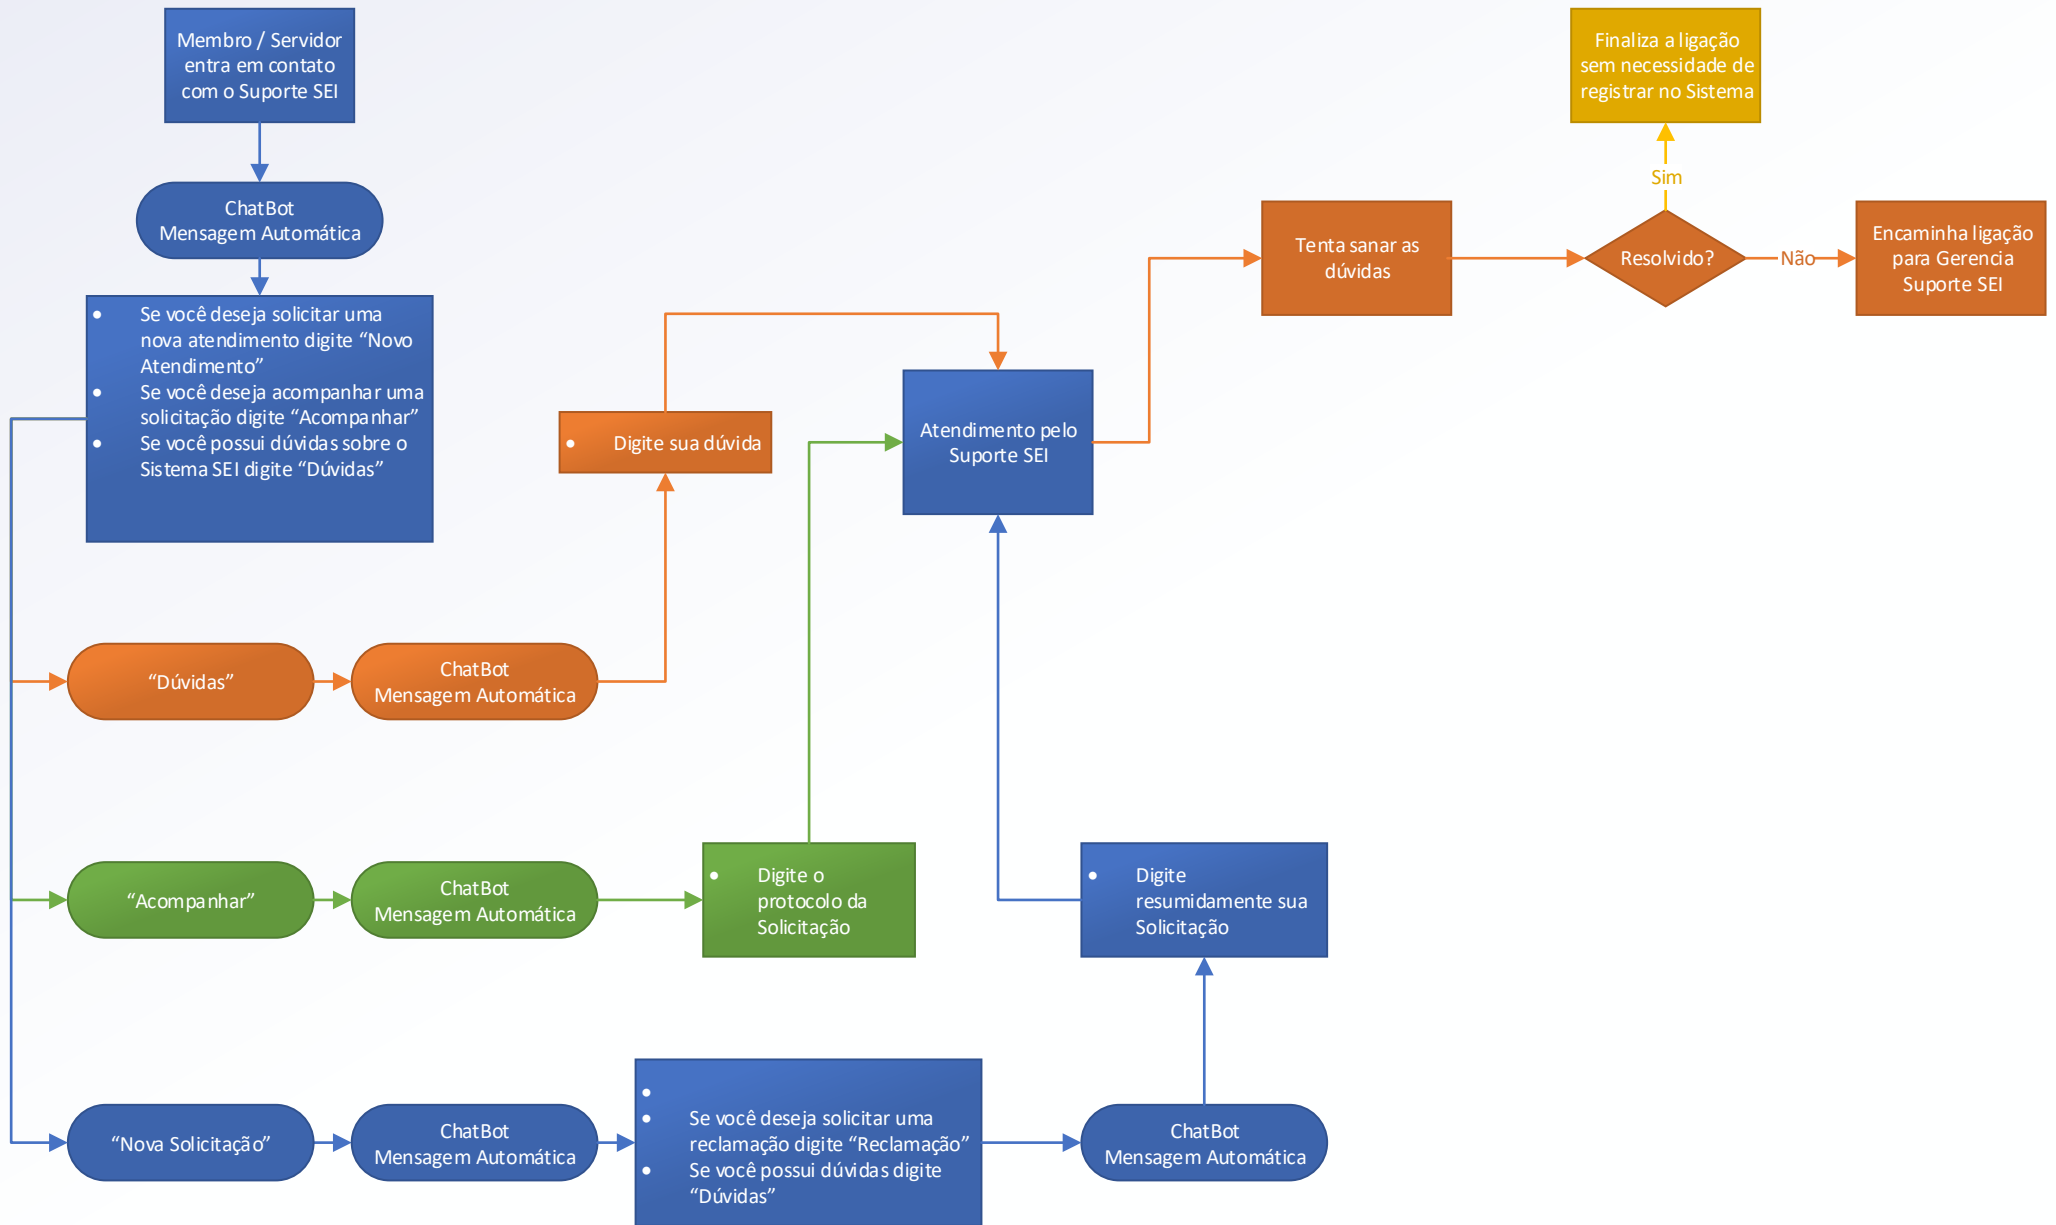 Membro / Servidor
entra em contato
com o Suporte SEI
ChatBot
Mensagem Automática
• Se você deseja solicitar uma
nova atendimento digite “Novo
Atendimento”
• Se você deseja acompanhar uma
solicitação digite “Acompanhar”
• Se você possui dúvidas sobre o
Sistema SEI digite “Dúvidas”
“Dúvidas”
ChatBot
Mensagem Automática
• Digite sua dúvida
“Acompanhar”
ChatBot
Mensagem Automática
• Digite o
protocolo da
Solicitação
“Nova Solicitação”
ChatBot
Mensagem Automática
•
• Se você deseja solicitar uma
reclamação digite “Reclamação”
• Se você possui dúvidas digite
“Dúvidas”
ChatBot
Mensagem Automática
• Digite
resumidamente sua
Solicitação
Atendimento pelo
Suporte SEI
Tenta sanar as
dúvidas
Resolvido?
Sim
Finaliza a ligação
sem necessidade de
registrar no Sistema
Não
Encaminha ligação
para Gerencia
Suporte SEI